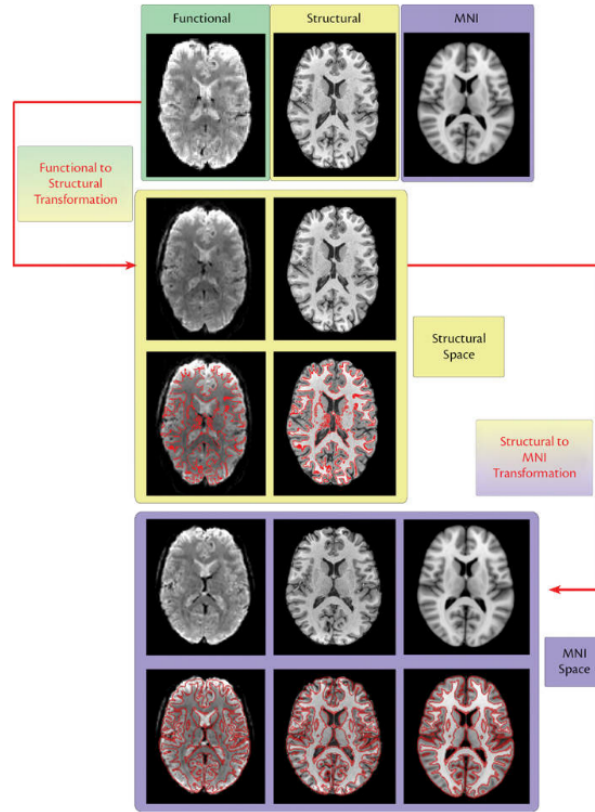 Functional
Structural
MNI
Functional to
Structural
Transformation
Structural
Space
Structural to
MNI
Transformation
MNI
Space